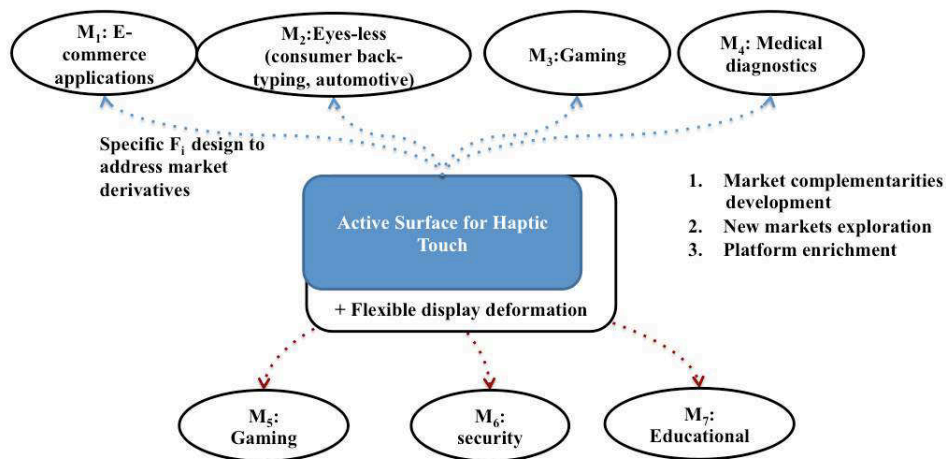 M1: E-
commerce
applications
M2:Eyes-less
(consumer back-
typing, automotive)
M3:Gaming
M4: Medical
diagnostics
Specific Fi design to
address market
derivatives
Active Surface for Haptic
Touch
+ Flexible display deformation
1. Market complementarities
development
2. New markets exploration
3. Platform enrichment
M5:
Gaming
M6:
security
M7:
Educational